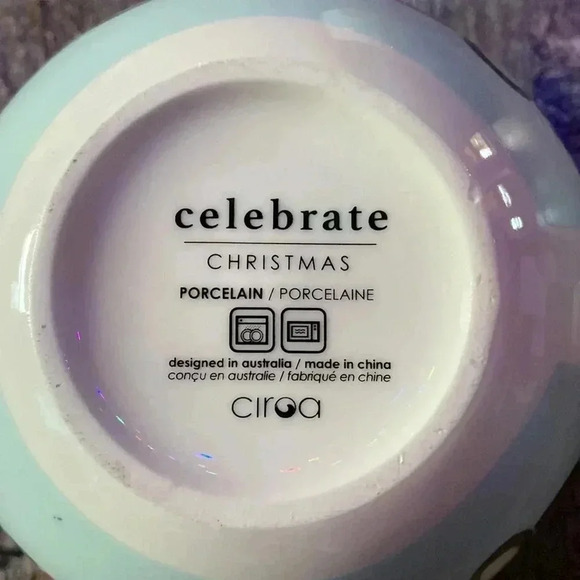 celebrate
CHRISTMAS
PORCELAIN / PORCELAINE
designed in australia / made in china
conçu en australie / fabriqué en chine
ciroa